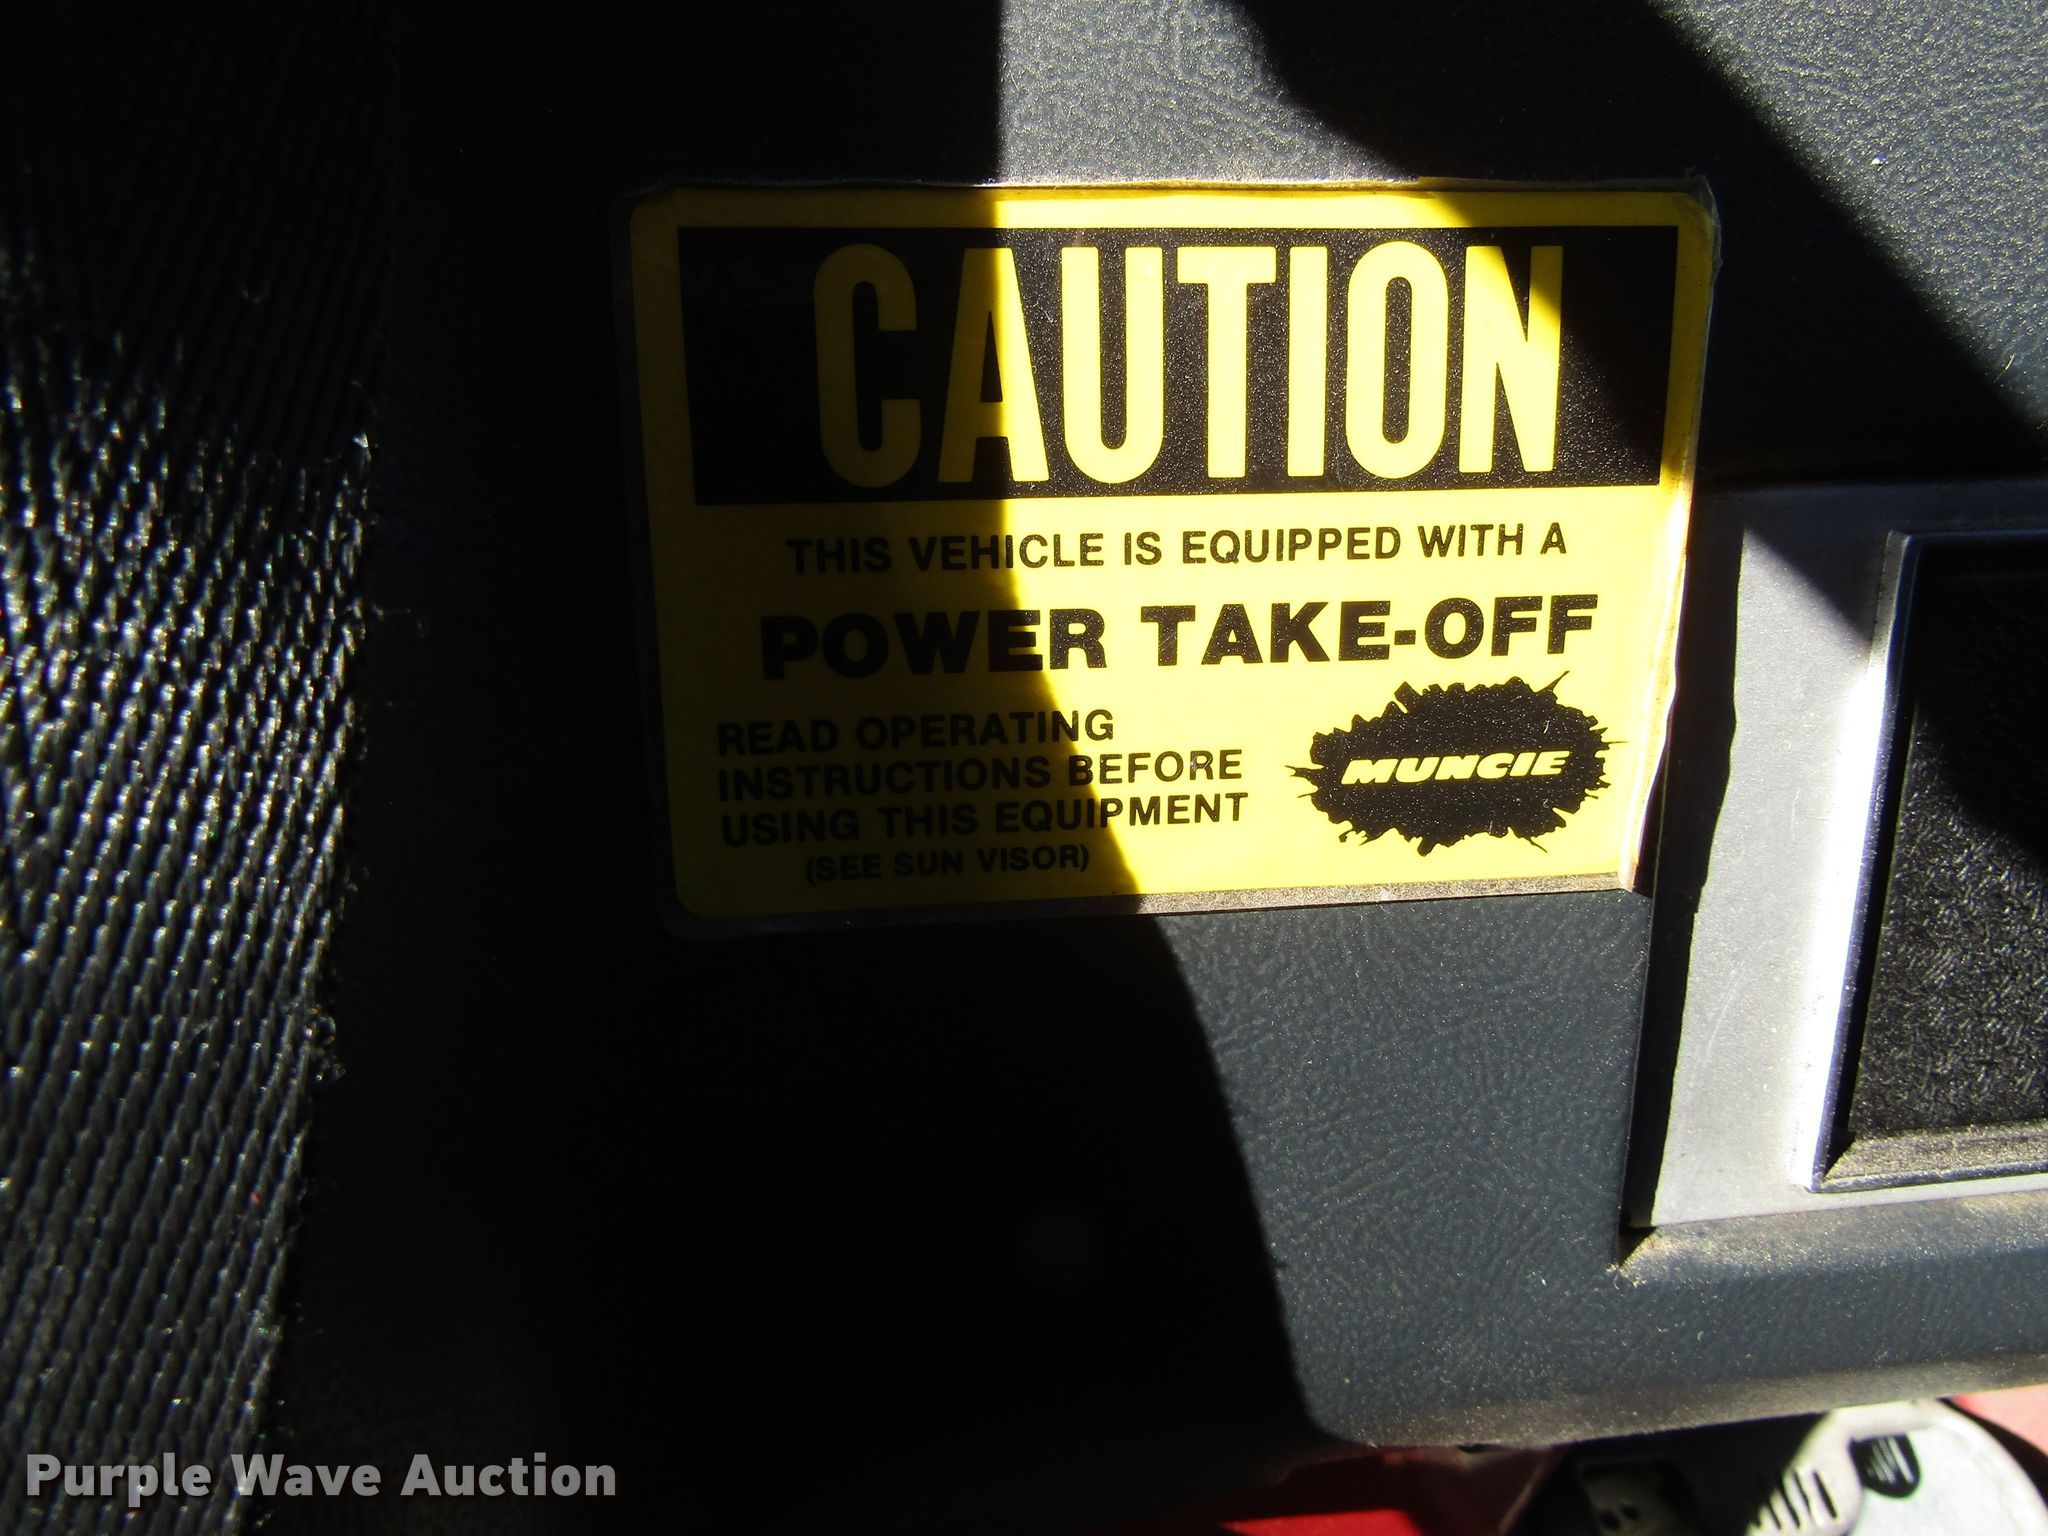 CAUTION
THIS VEHICLE IS EQUIPPED WITH A
POWER TAKE-OFF
READ OPERATING
INSTRUCTIONS BEFORE
USING THIS EQUIPMENT
(SEE SUN VISOR)
MUNCIE
Purple Wave Auction